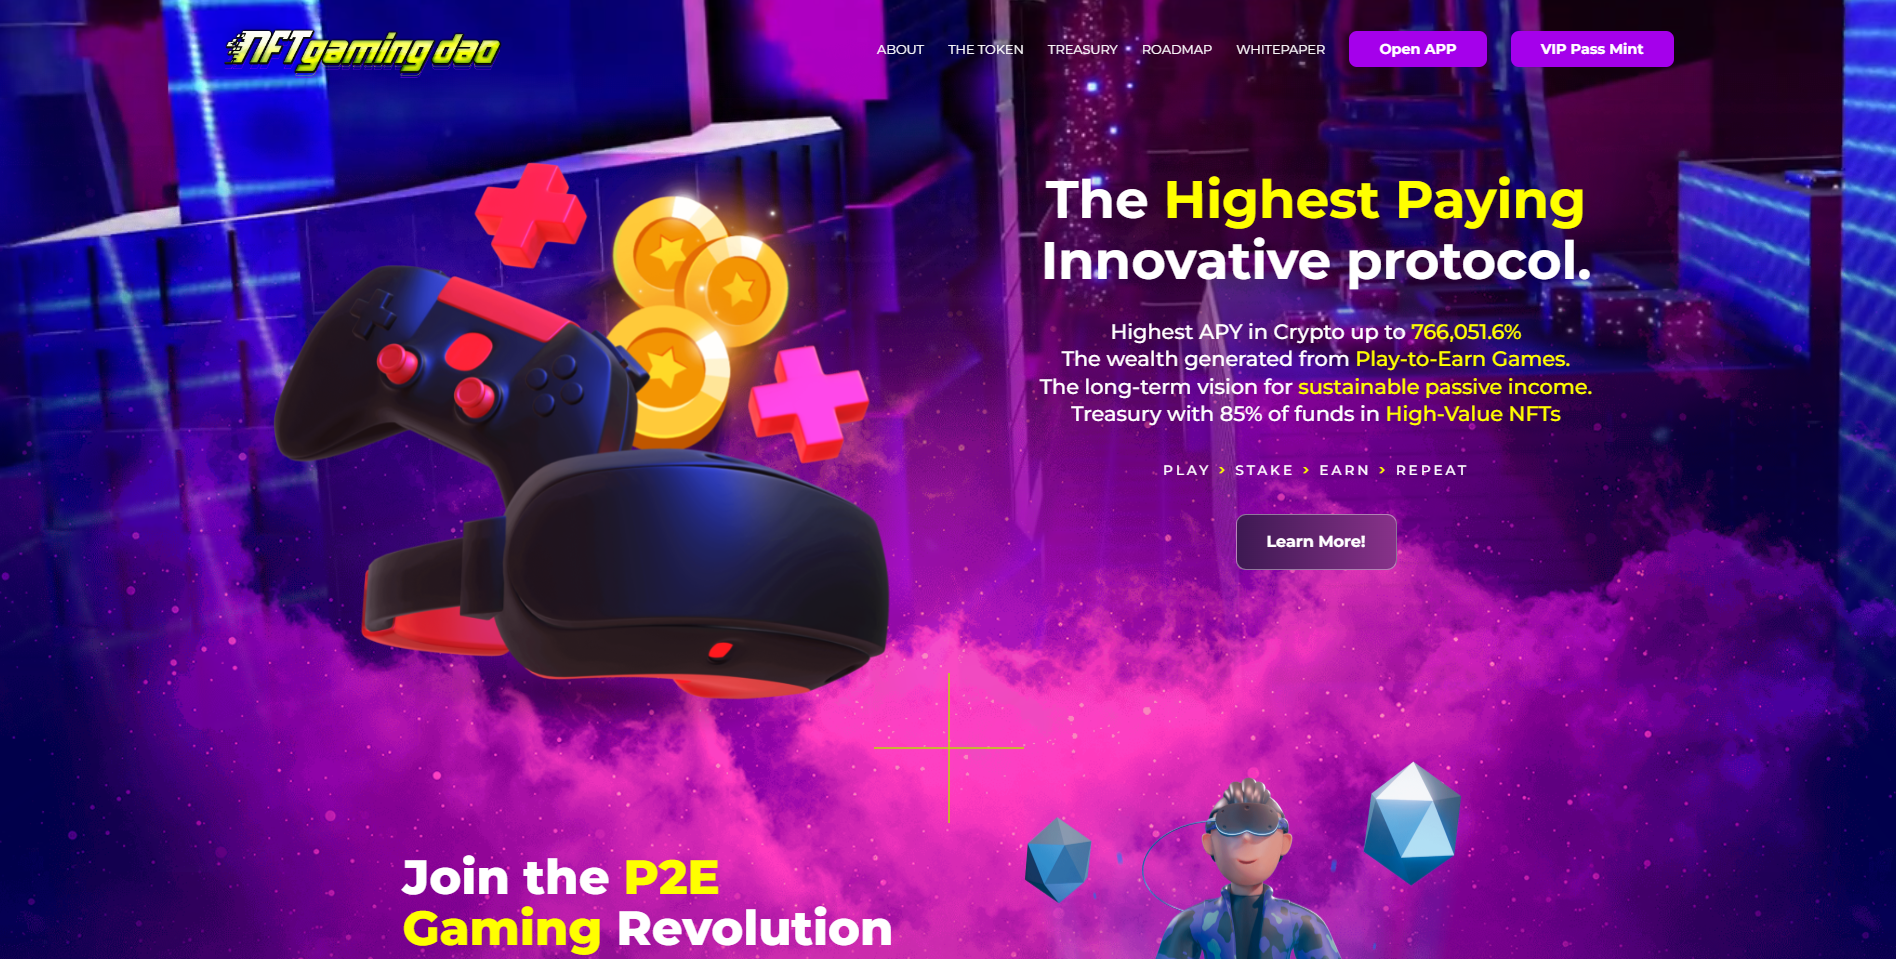 NFT gaming dao
ABOUT THE TOKEN TREASURY ROADMAP WHITEPAPER Open APP VIP Pass Mint
The Highest Paying
Innovative protocol.
Highest APY in Crypto up to 766,051.6%
The wealth generated from Play-to-Earn Games.
The long-term vision for sustainable passive income.
Treasury with 85% of funds in High-Value NFTs
PLAY > STAKE > EARN > REPEAT
Learn More!
Join the P2E
Gaming Revolution